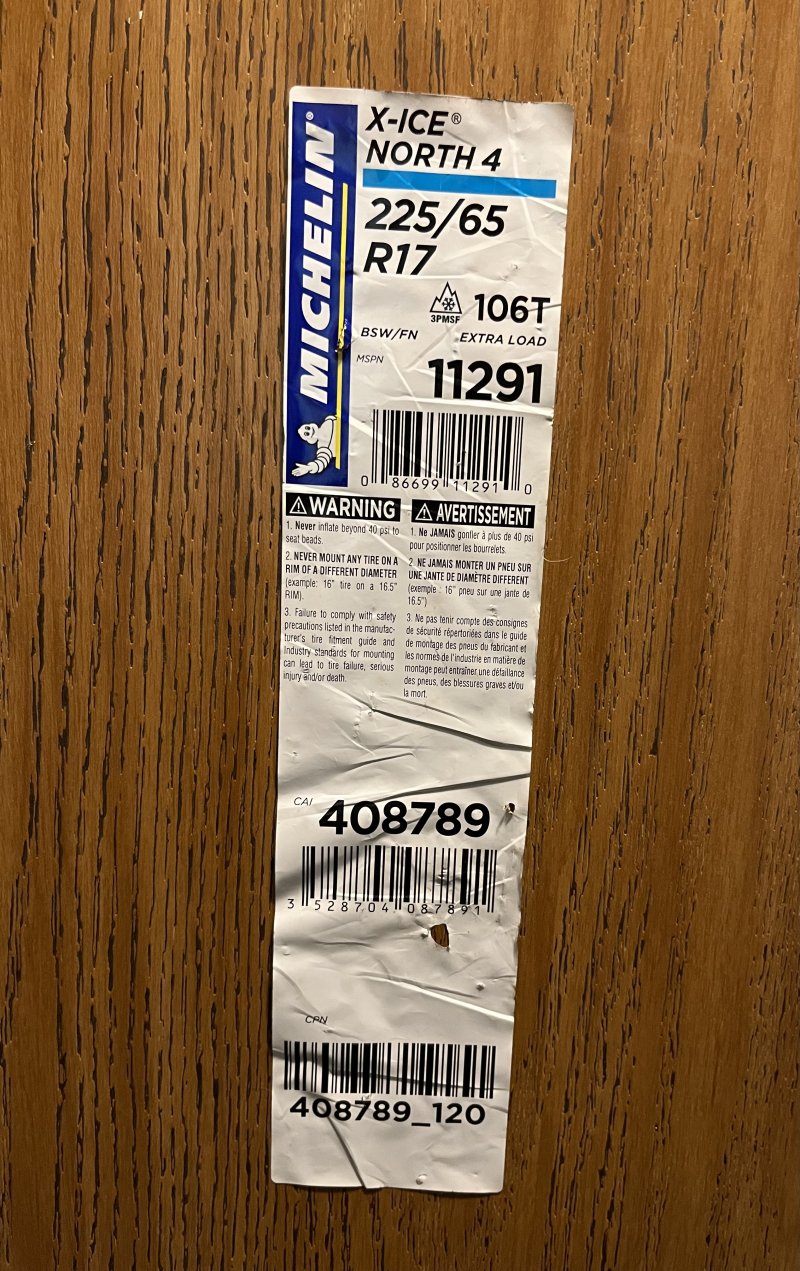 MICHELIN®
X-ICE®
NORTH 4
225/65
R17
3PMSF
106T
BSW/FN
EXTRA LOAD
MSPN
11291
0 86699 11291 0
WARNING
1. Never inflate beyond 40 psi to
seat beads.
2. NEVER MOUNT ANY TIRE ON A
RIM OF A DIFFERENT DIAMETER
(example: 16" tire on a 16.5"
RIM).
3. Failure to comply with safety
precautions listed in the manufac-
turer's tire fitment guide and
Industry standards for mounting
can lead to tire failure, serious
injury and/or death.
AVERTISSEMENT
1. Ne JAMAIS gonfler à plus de 40 psi
pour positionner les bourrelets.
2. NE JAMAIS MONTER UN PNEU SUR
UNE JANTE DE DIAMÈTRE DIFFERENT
(exemple : 16" pneu sur une jante de
16.5")
3. Ne pas tenir compte des consignes
de sécurité répertoriées dans le guide
de montage des pneus du fabricant et
les normes de l'industrie en matière de
montage peut entraîner une défaillance
des pneus, des blessures graves et/ou
la mort.
CAI
408789
3 528704 087891
CPN
408789_120